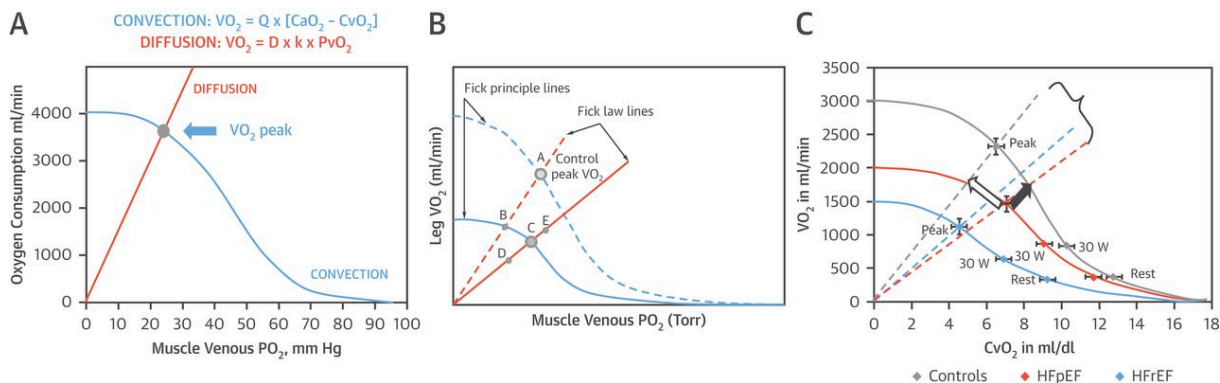 A
CONVECTION: VO₂ = Q x [CaO₂ – CvO₂]
DIFFUSION: VO₂ = D x k x PvO₂
Oxygen Consumption ml/min
4000
3000
2000
1000
0
DIFFUSION
VO₂ peak
CONVECTION
0 10 20 30 40 50 60 70 80 90 100
Muscle Venous PO₂, mm Hg
B
Fick principle lines
Fick law lines
Leg VO₂ (ml/min)
A
Control
peak VO₂
B
C
E
D
Muscle Venous PO₂ (Torr)
C
VO₂ in ml/min
3500
3000
2500
2000
1500
1000
500
0
Peak
Peak
30 W
30 W
30 W
Rest
Rest
0 2 4 6 8 10 12 14 16 18
CvO₂ in ml/dl
Controls HFpEF HFrEF